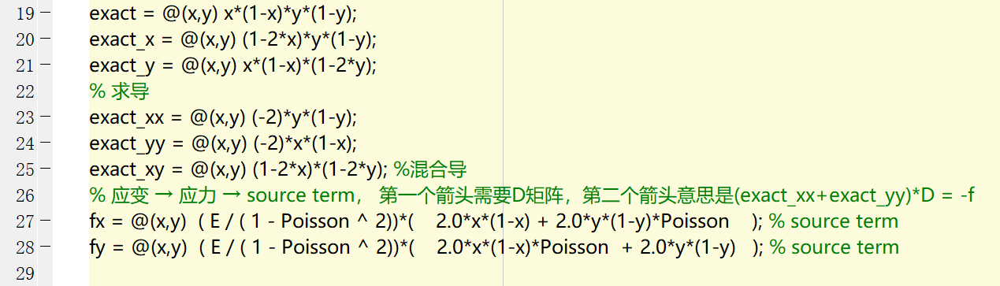 19 exact = @(x,y) x*(1-x)*y*(1-y);
20 exact_x = @(x,y) (1-2*x)*y*(1-y);
21 exact_y = @(x,y) x*(1-x)*(1-2*y);
22 % 求导
23 exact_xx = @(x,y) (-2)*y*(1-y);
24 exact_yy = @(x,y) (-2)*x*(1-x);
25 exact_xy = @(x,y) (1-2*x)*(1-2*y); %混合导
26 % 应变 → 应力 → source term， 第一个箭头需要D矩阵，第二个箭头意思是(exact_xx+exact_yy)*D = -f
27 fx = @(x,y) ( E / ( 1 - Poisson ^ 2))*( 2.0*x*(1-x) + 2.0*y*(1-y)*Poisson ); % source term
28 fy = @(x,y) ( E / ( 1 - Poisson ^ 2))*( 2.0*x*(1-x)*Poisson + 2.0*y*(1-y) ); % source term
29